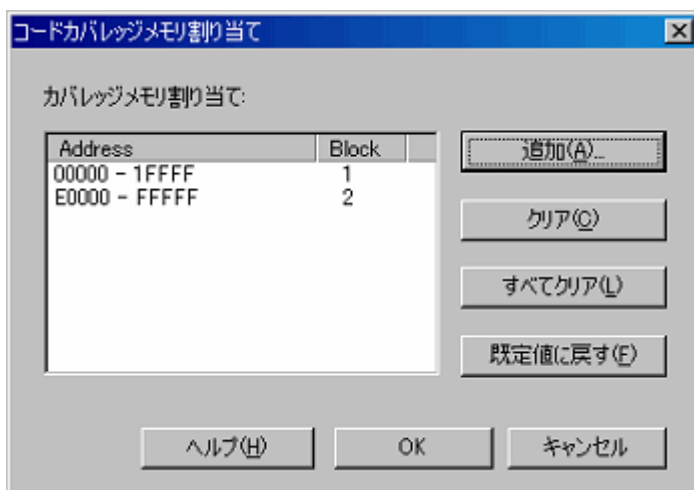 コードカバレッジメモリ割り当て
カバレッジメモリ割り当て:
Address Block
00000 - 1FFFF 1
E0000 - FFFFF 2
追加(A)...
クリア(C)
すべてクリア(L)
既定値に戻す(F)
ヘルプ(H) OK キャンセル